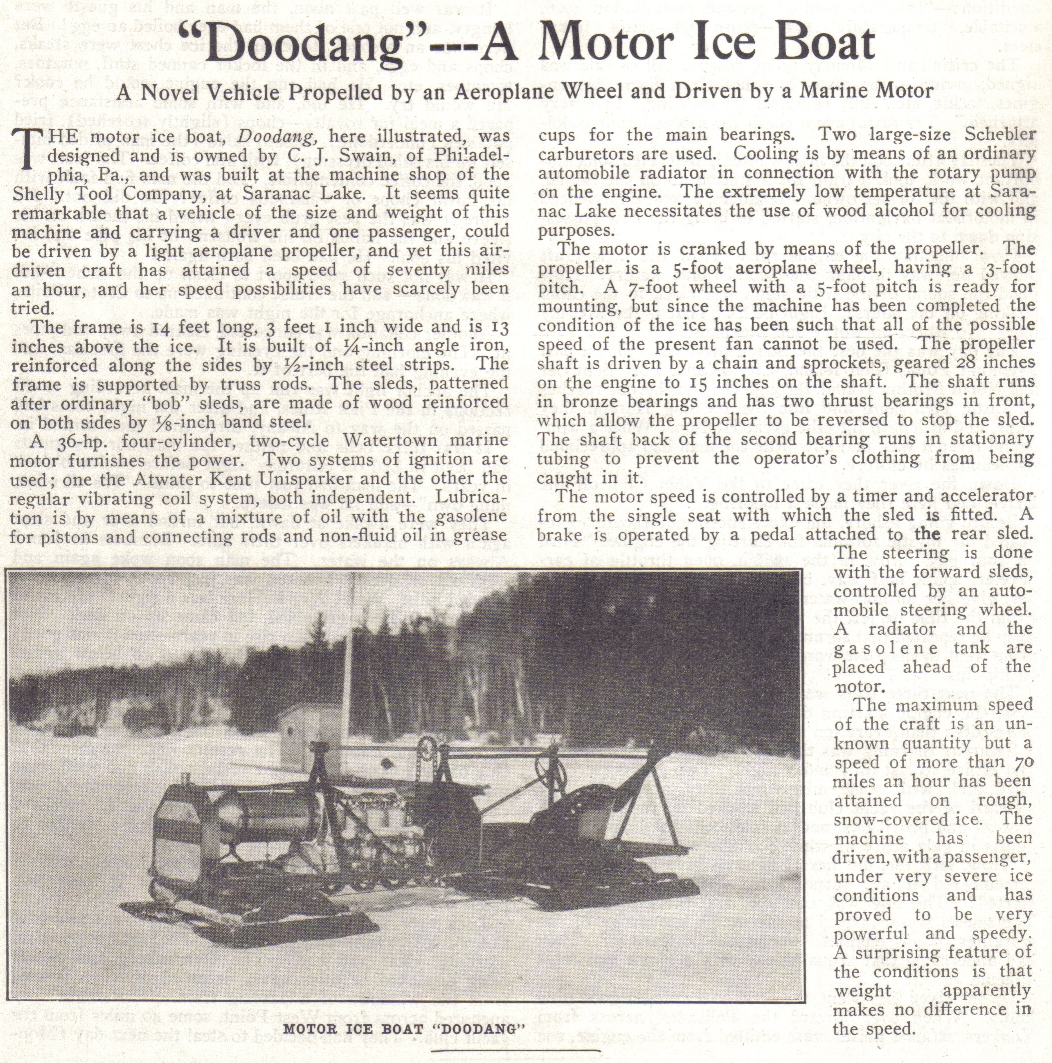 “Doodang”---A Motor Ice Boat
A Novel Vehicle Propelled by an Aeroplane Wheel and Driven by a Marine Motor
THE motor ice boat, Doodang, here illustrated, was
designed and is owned by C. J. Swain, of Philadel-
phia, Pa., and was built at the machine shop of the
Shelly Tool Company, at Saranac Lake. It seems quite
remarkable that a vehicle of the size and weight of this
machine and carrying a driver and one passenger, could
be driven by a light aeroplane propeller, and yet this air-
driven craft has attained a speed of seventy miles
an hour, and her speed possibilities have scarcely been
tried.
The frame is 14 feet long, 3 feet 1 inch wide and is 13
inches above the ice. It is built of ¼-inch angle iron,
reinforced along the sides by ½-inch steel strips. The
frame is supported by truss rods. The sleds, patterned
after ordinary “bob” sleds, are made of wood reinforced
on both sides by ⅛-inch band steel.
A 36-hp. four-cylinder, two-cycle Watertown marine
motor furnishes the power. Two systems of ignition are
used; one the Atwater Kent Unisparker and the other the
regular vibrating coil system, both independent. Lubrica-
tion is by means of a mixture of oil with the gasolene
for pistons and connecting rods and non-fluid oil in grease
cups for the main bearings. Two large-size Schebler
carburetors are used. Cooling is by means of an ordinary
automobile radiator in connection with the rotary pump
on the engine. The extremely low temperature at Sara-
nac Lake necessitates the use of wood alcohol for cooling
purposes.
The motor is cranked by means of the propeller. The
propeller is a 5-foot aeroplane wheel, having a 3-foot
pitch. A 7-foot wheel with a 5-foot pitch is ready for
mounting, but since the machine has been completed the
condition of the ice has been such that all of the possible
speed of the present fan cannot be used. The propeller
shaft is driven by a chain and sprockets, geared 28 inches
on the engine to 15 inches on the shaft. The shaft runs
in bronze bearings and has two thrust bearings in front,
which allow the propeller to be reversed to stop the sled.
The shaft back of the second bearing runs in stationary
tubing to prevent the operator’s clothing from being
caught in it.
The motor speed is controlled by a timer and accelerator
from the single seat with which the sled is fitted. A
brake is operated by a pedal attached to the rear sled.
The steering is done
with the forward sleds,
controlled by an auto-
mobile steering wheel.
A radiator and the
gasolene tank are
placed ahead of the
motor.
The maximum speed
of the craft is an un-
known quantity but a
speed of more than 70
miles an hour has been
attained on rough,
snow-covered ice. The
machine has been
driven, with a passenger,
under very severe ice
conditions and has
proved to be very
powerful and speedy.
A surprising feature of
the conditions is that
weight apparently
makes no difference in
the speed.
MOTOR ICE BOAT “DOODANG”